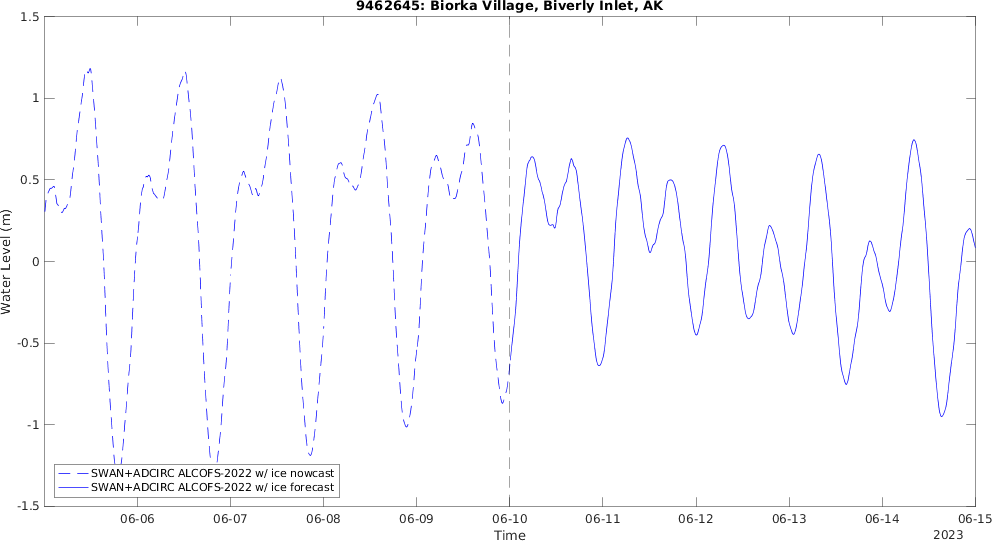 9462645: Biorka Village, Biverly Inlet, AK
1.5
1
0.5
0
-0.5
-1
-1.5
Water Level (m)
SWAN+ADCIRC ALCOFS-2022 w/ ice nowcast
SWAN+ADCIRC ALCOFS-2022 w/ ice forecast
06-06 06-07 06-08 06-09 06-10 06-11 06-12 06-13 06-14 06-15
Time
2023